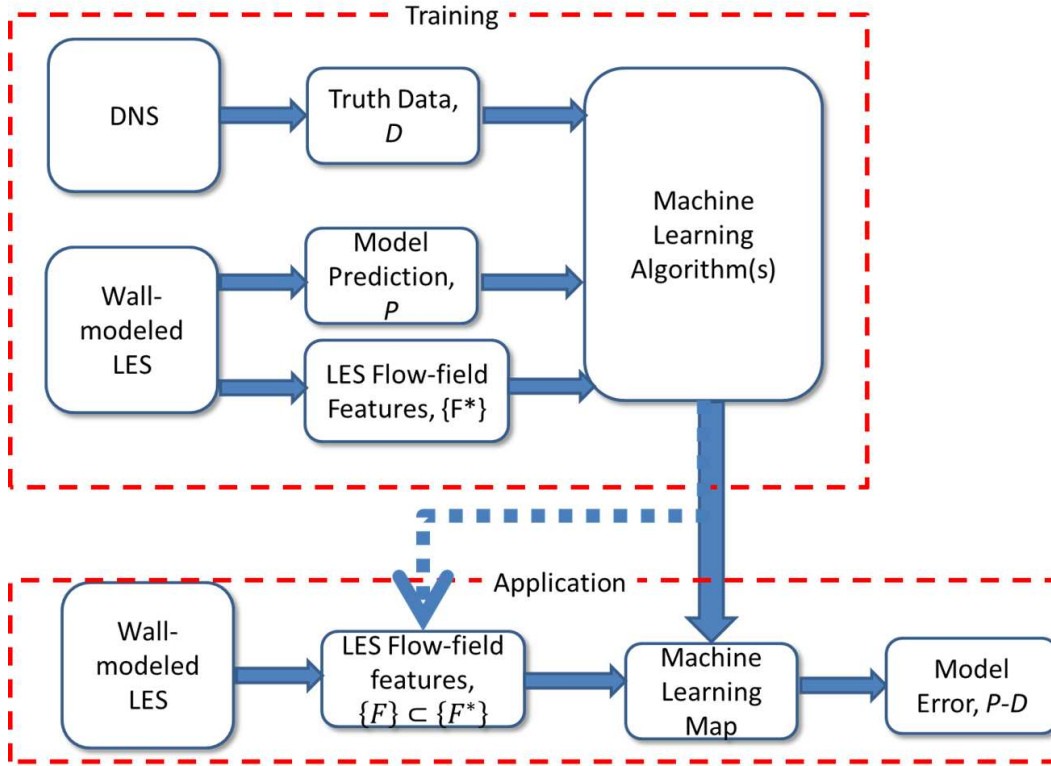 Training
DNS
Truth Data,
D
Machine
Learning
Algorithm(s)
Wall-
modeled
LES
Model
Prediction,
P
LES Flow-field
Features, {F*}
Application
Wall-
modeled
LES
LES Flow-field
features,
{F} ⊂ {F*}
Machine
Learning
Map
Model
Error, P-D